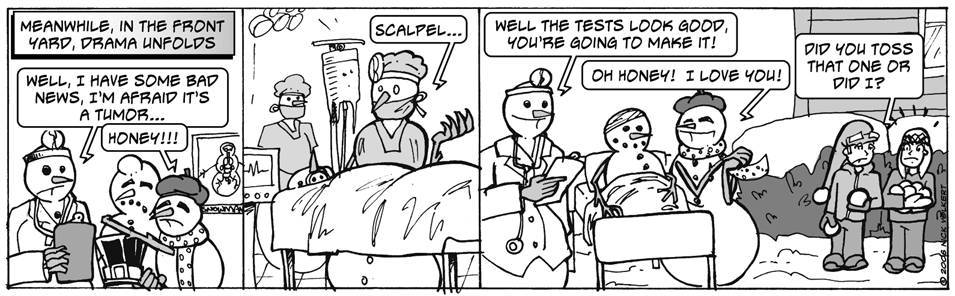 MEANWHILE, IN THE FRONT
YARD, DRAMA UNFOLDS
WELL, I HAVE SOME BAD
NEWS, I'M AFRAID IT'S
A TUMOR...
HONEY!!!
SNOWMAN
SCALPEL...
WELL THE TESTS LOOK GOOD,
YOU'RE GOING TO MAKE IT!
OH HONEY! I LOVE YOU!
DID YOU TOSS
THAT ONE OR
DID I?
© 2006 NICK VOLKERT